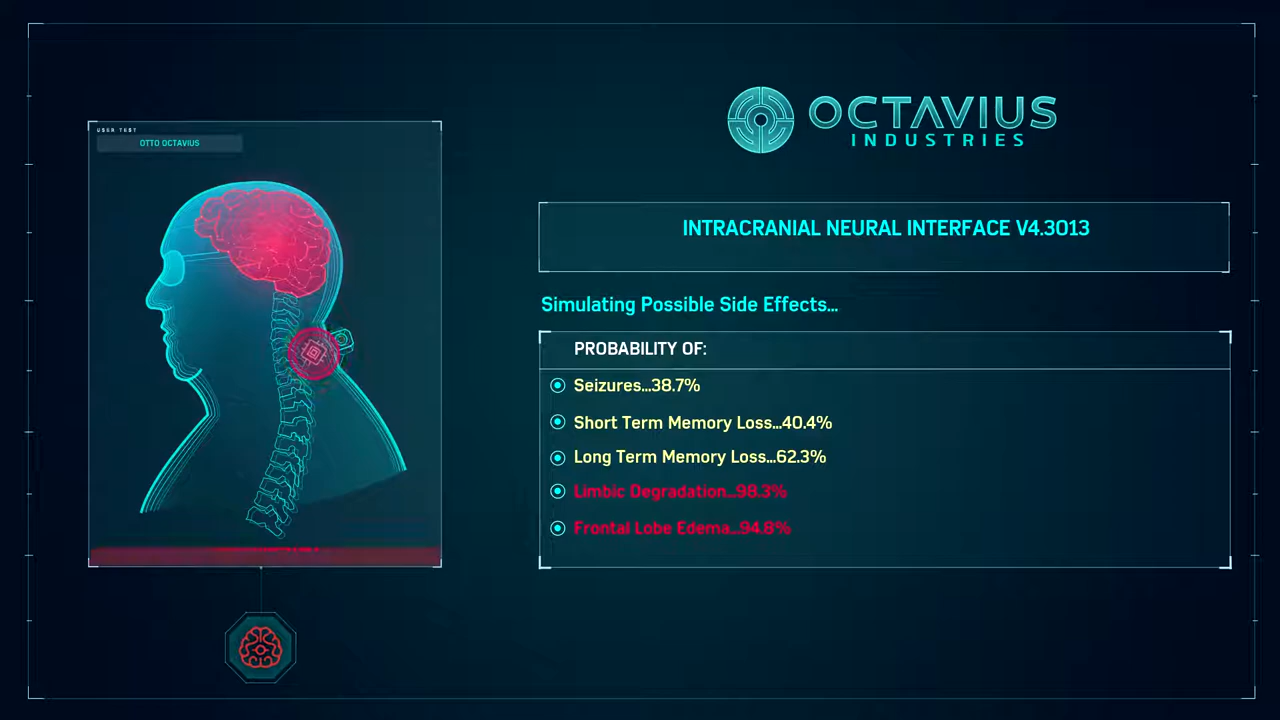 USER TEST
OTTO OCTAVIUS
OCTAVIUS
INDUSTRIES
INTRACRANIAL NEURAL INTERFACE V4.3013
Simulating Possible Side Effects...
PROBABILITY OF:
Seizures...38.7%
Short Term Memory Loss...40.4%
Long Term Memory Loss...62.3%
Limbic Degradation...98.3%
Frontal Lobe Edema...94.8%